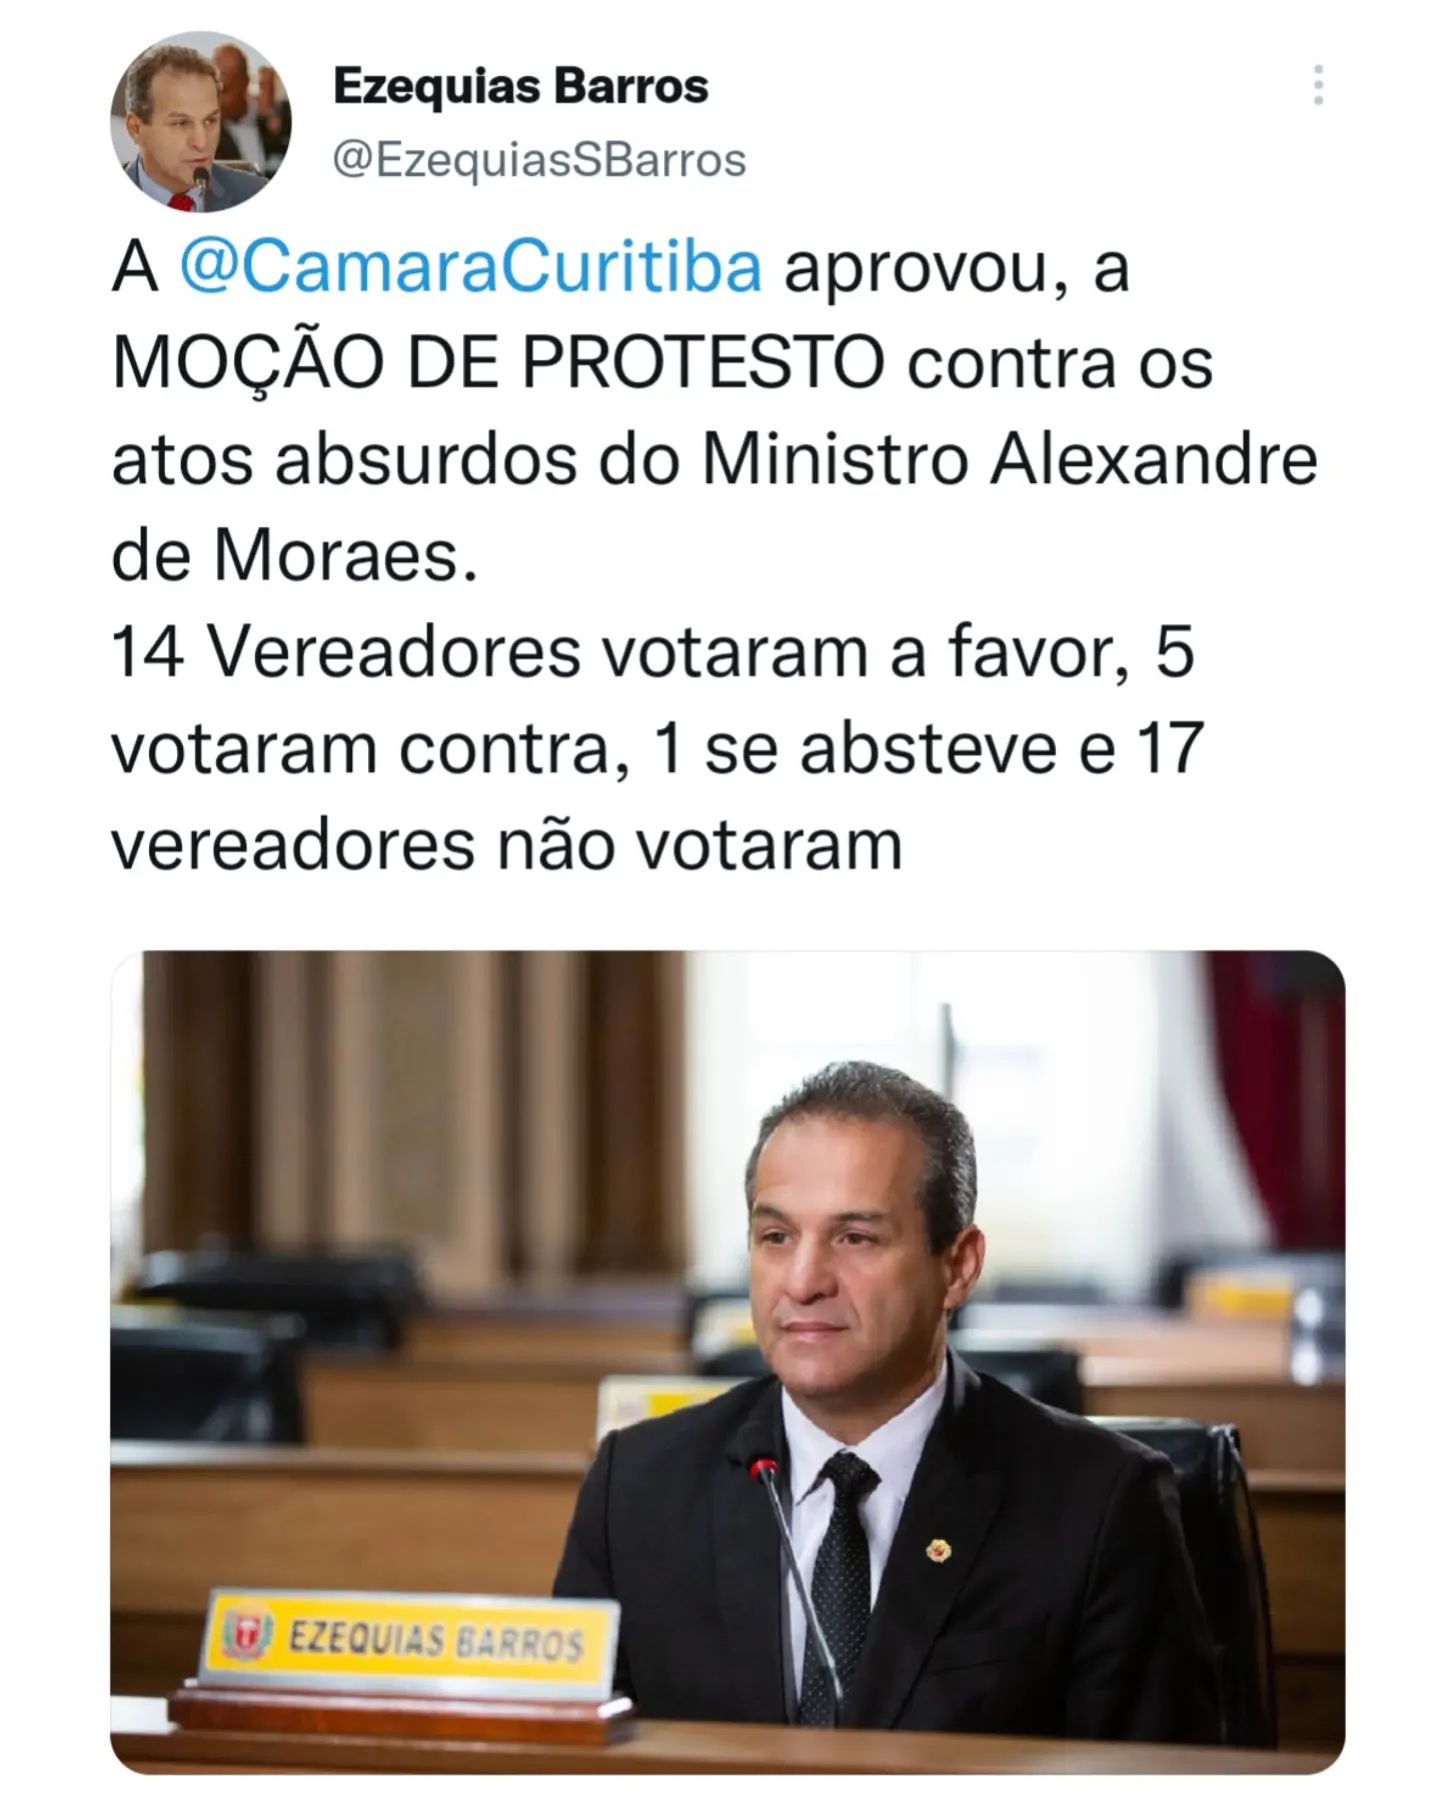 Ezequias Barros
@EzequiasSBarros
A @CamaraCuritiba aprovou, a
MOÇÃO DE PROTESTO contra os
atos absurdos do Ministro Alexandre
de Moraes.
14 Vereadores votaram a favor, 5
votaram contra, 1 se absteve e 17
vereadores não votaram
EZEQUIAS BARROS